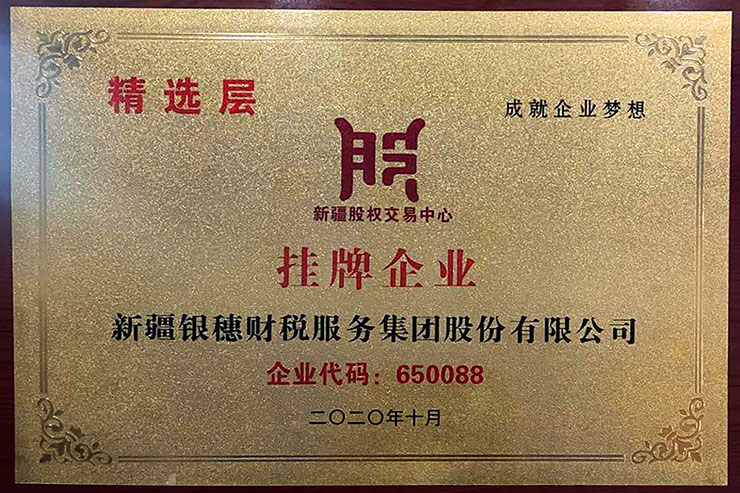 精选层
成就企业梦想
股
新疆股权交易中心
挂牌企业
新疆银穗财税服务集团股份有限公司
企业代码：650088
二〇二〇年十月